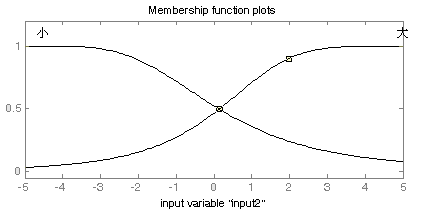 Membership function plots
小 大
1
0.5
0
-5 -4 -3 -2 -1 0 1 2 3 4 5
input variable "input2"